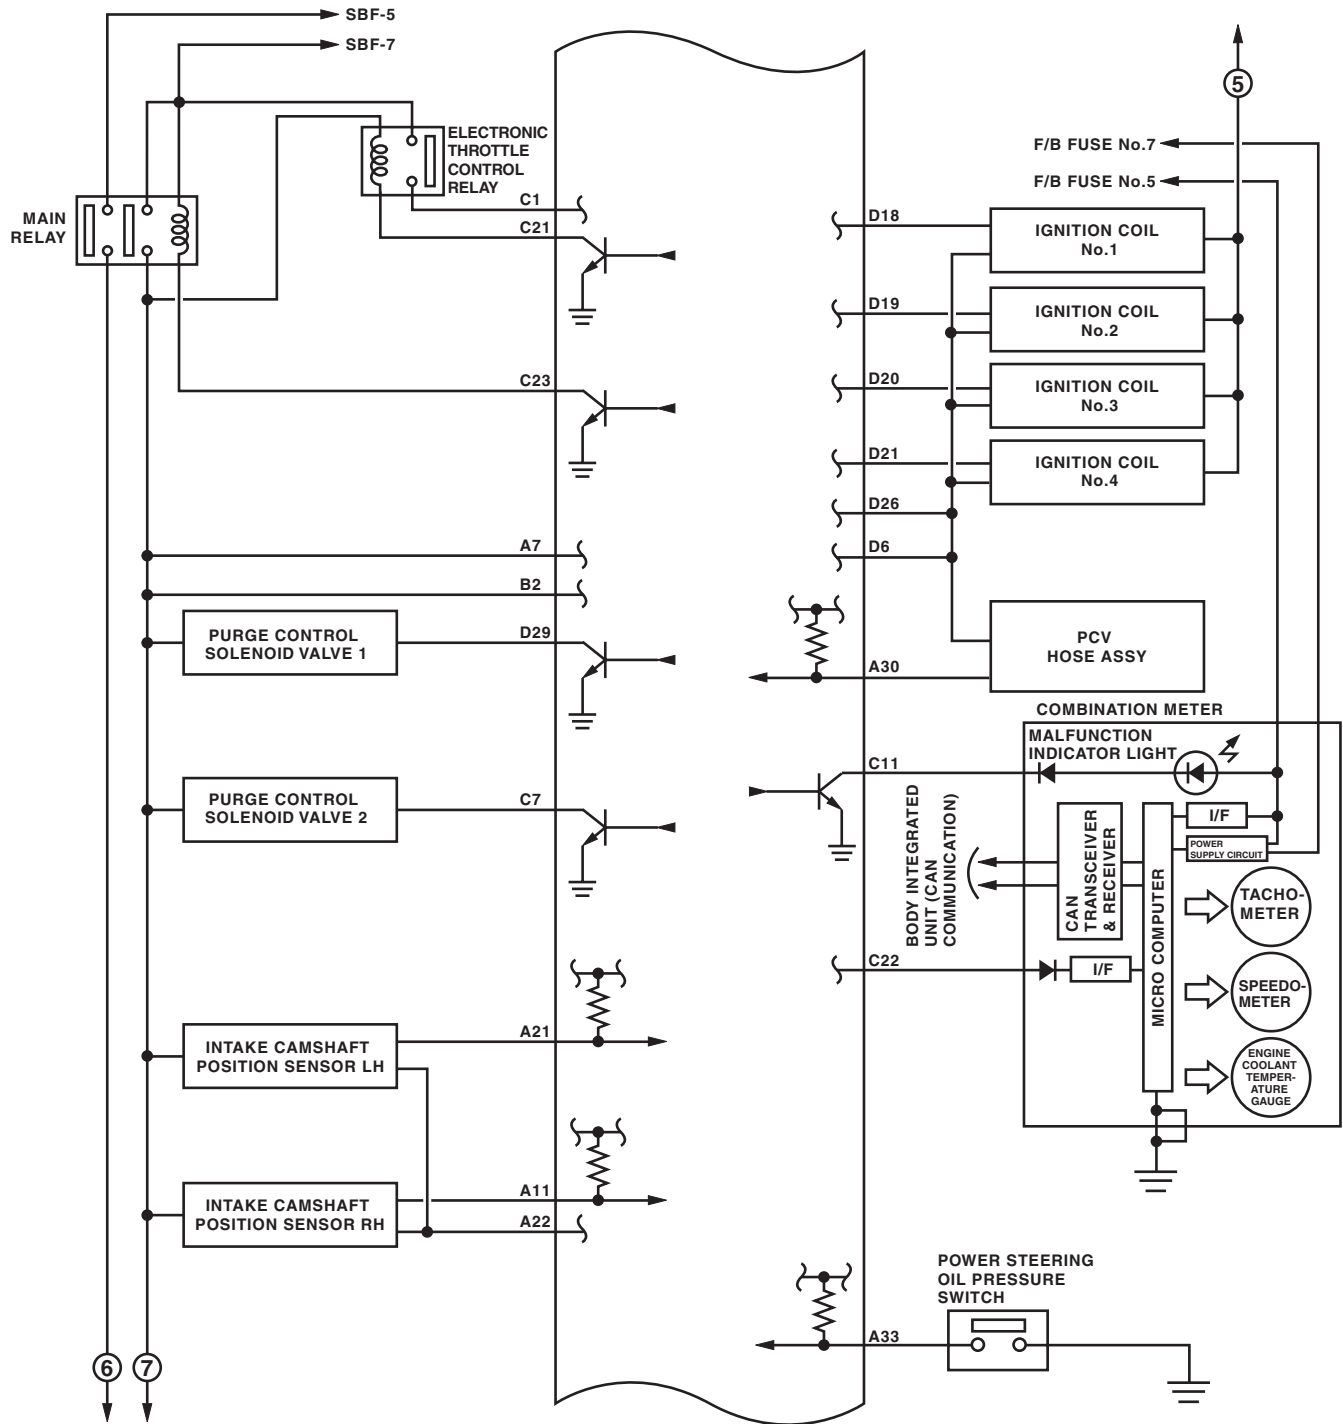 SBF-5
SBF-7
5
ELECTRONIC
THROTTLE
CONTROL
RELAY
F/B FUSE No.7
F/B FUSE No.5
MAIN
RELAY
C1
C21
D18
IGNITION COIL
No.1
D19
IGNITION COIL
No.2
C23
D20
IGNITION COIL
No.3
D21
IGNITION COIL
No.4
D26
A7
D6
B2
PURGE CONTROL
SOLENOID VALVE 1
D29
PCV
HOSE ASSY
A30
COMBINATION METER
MALFUNCTION
INDICATOR LIGHT
C11
PURGE CONTROL
SOLENOID VALVE 2
C7
BODY INTEGRATED
UNIT (CAN
COMMUNICATION)
CAN
TRANSCEIVER
& RECEIVER
MICRO COMPUTER
I/F
POWER
SUPPLY CIRCUIT
TACHO-
METER
C22
I/F
SPEEDO-
METER
INTAKE CAMSHAFT
POSITION SENSOR LH
A21
ENGINE
COOLANT
TEMPER-
ATURE
GAUGE
INTAKE CAMSHAFT
POSITION SENSOR RH
A11
A22
POWER STEERING
OIL PRESSURE
SWITCH
A33
6
7